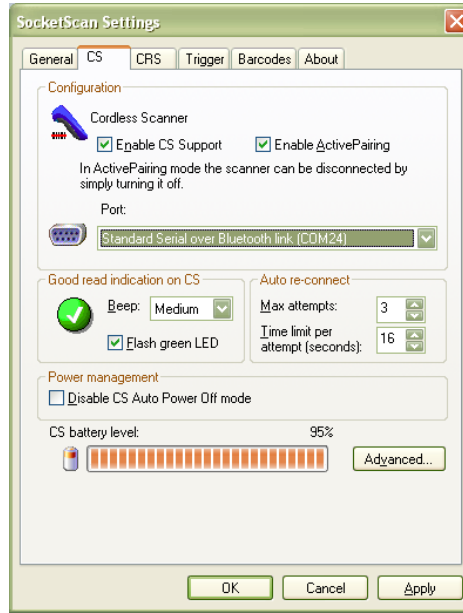 SocketScan Settings
General CS CRS Trigger Barcodes About
Configuration
Cordless Scanner
Enable CS Support Enable ActivePairing
In ActivePairing mode the scanner can be disconnected by
simply turning it off.
Port:
Standard Serial over Bluetooth link (COM24)
Good read indication on CS Auto re-connect
Beep: Medium Max attempts: 3
Flash green LED Time limit per
attempt (seconds): 16
Power management
Disable CS Auto Power Off mode
CS battery level: 95%
Advanced...
OK Cancel Apply